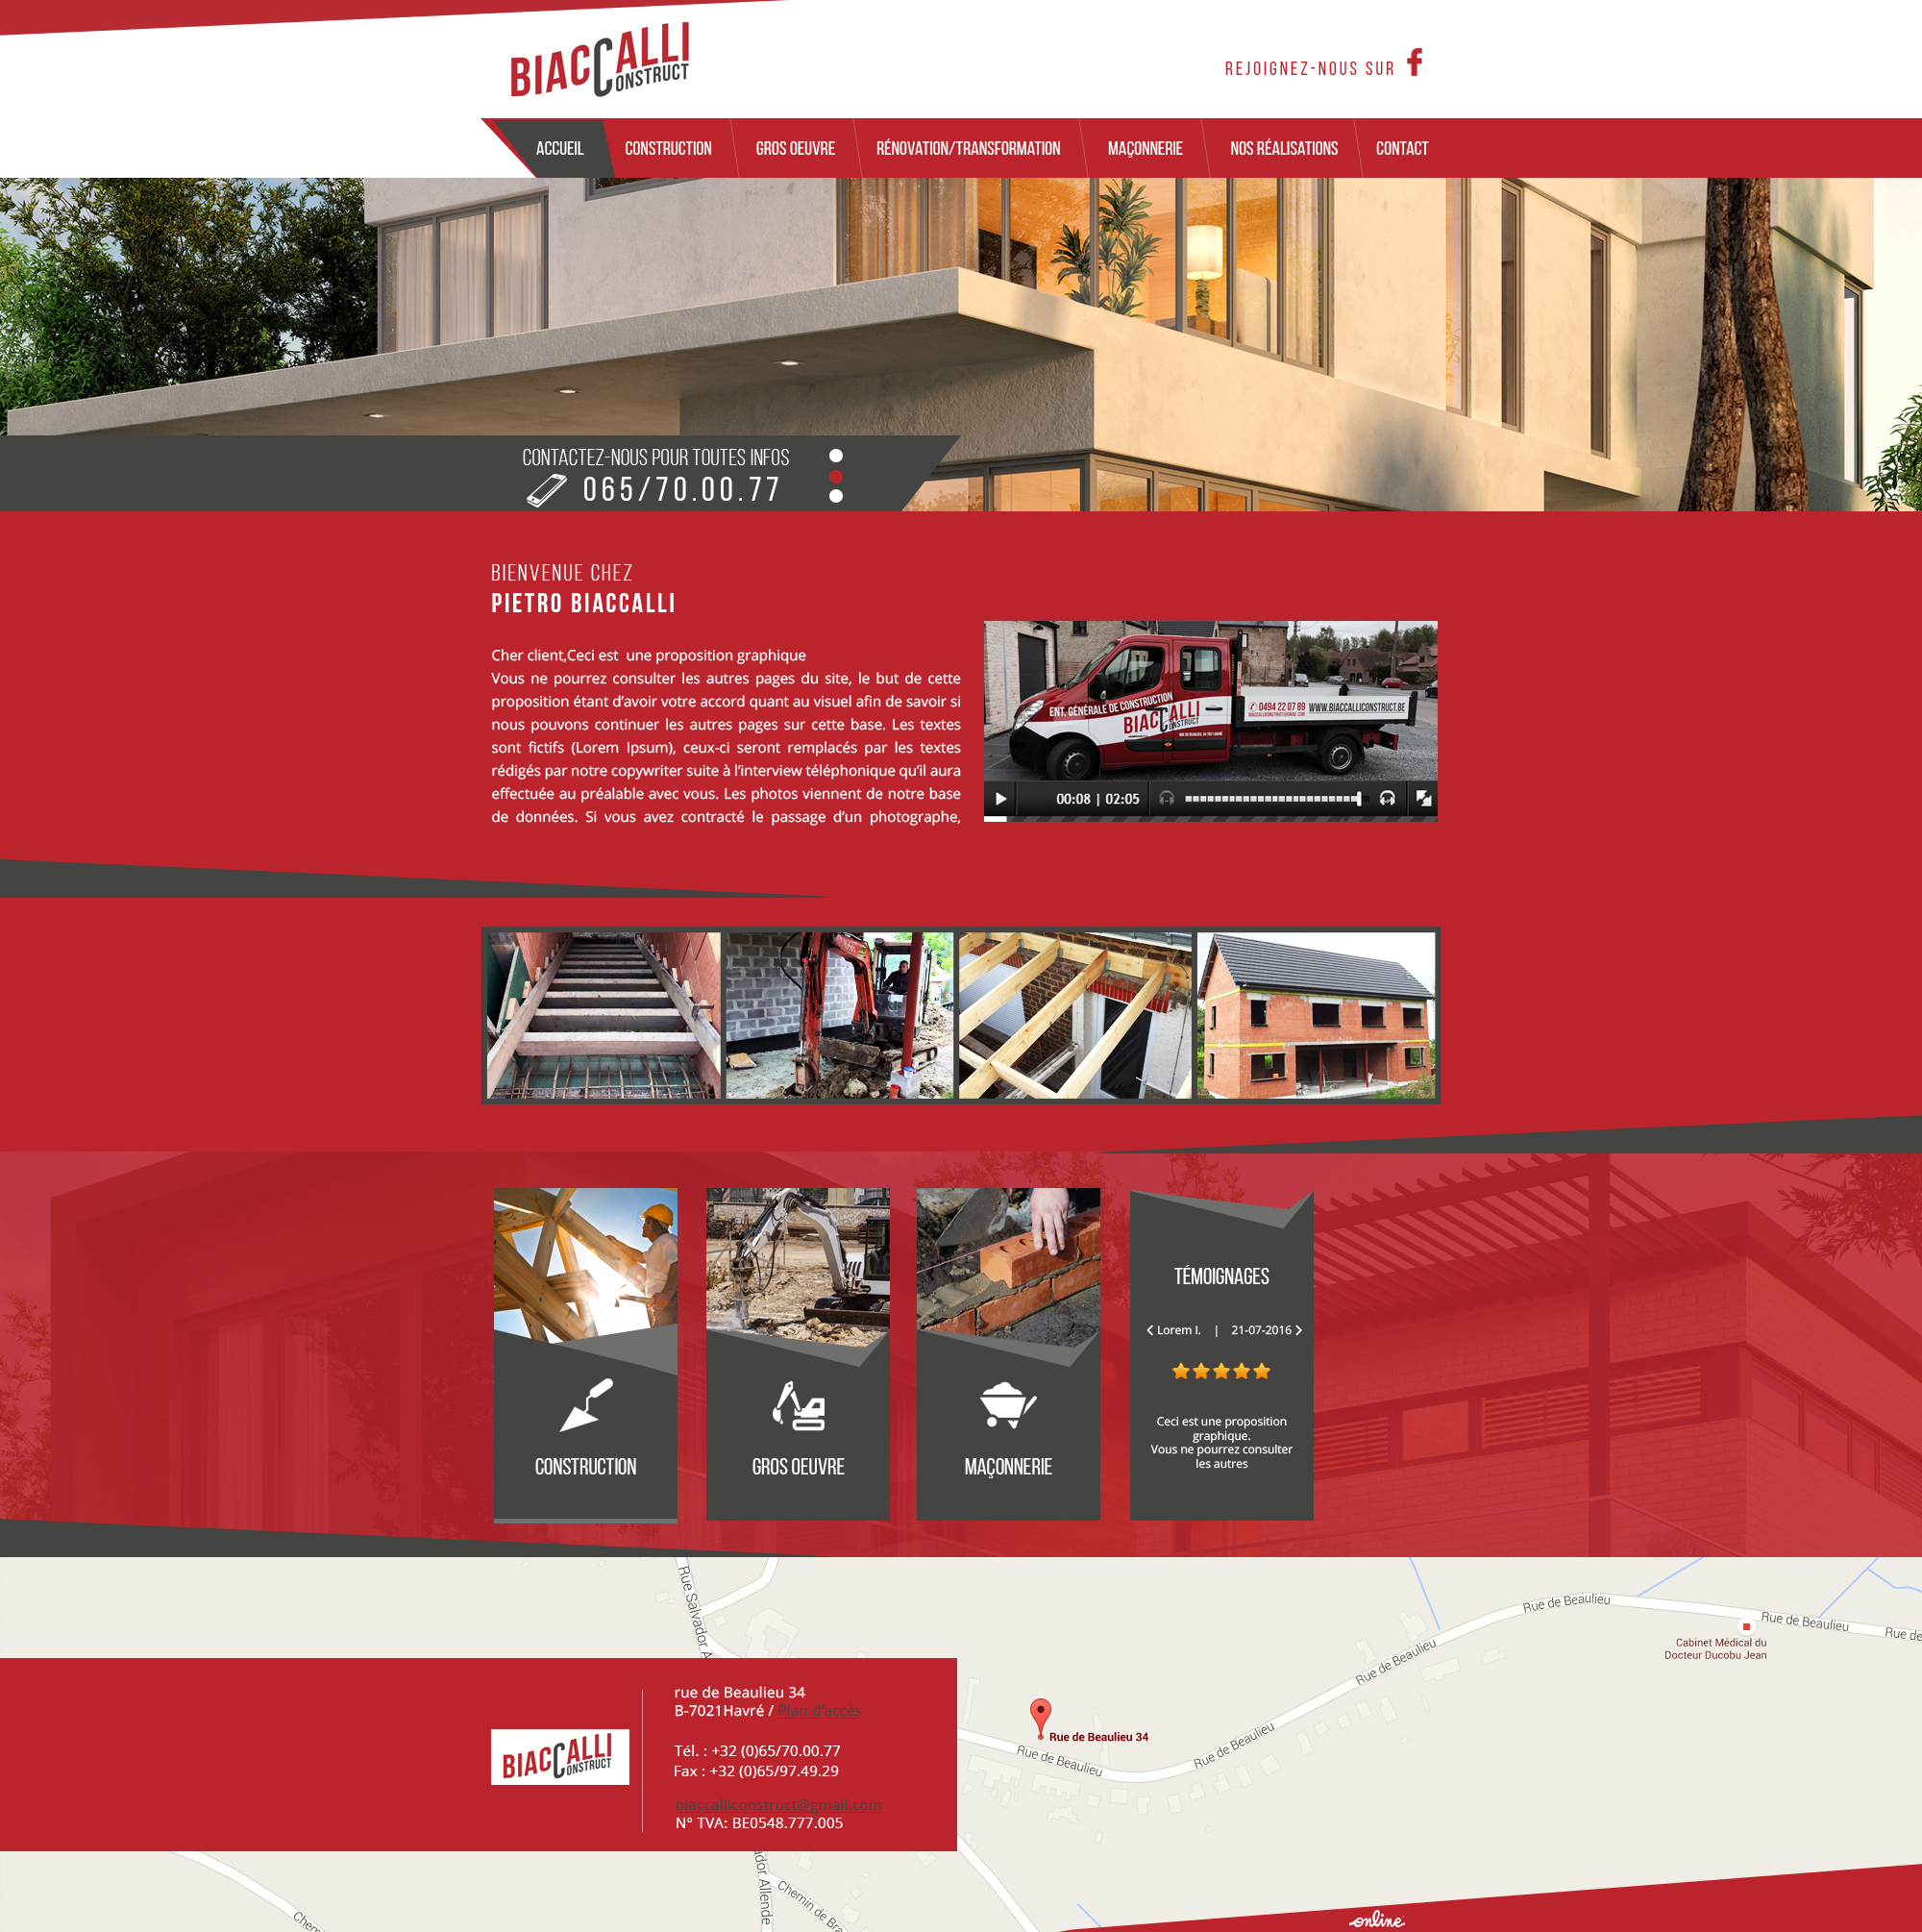 BIACCALLI
CONSTRUCT
REJOIGNEZ-NOUS SUR f
ACCUEIL
CONSTRUCTION
GROS OEUVRE
RÉNOVATION/TRANSFORMATION
MAÇONNERIE
NOS RÉALISATIONS
CONTACT
CONTACTEZ-NOUS POUR TOUTES INFOS
065/70.00.77
BIENVENUE CHEZ
PIETRO BIACCALLI
Cher client,Ceci est une proposition graphique
Vous ne pourrez consulter les autres pages du site, le but de cette
proposition étant d’avoir votre accord quant au visuel afin de savoir si
nous pouvons continuer les autres pages sur cette base. Les textes
sont fictifs (Lorem Ipsum), ceux-ci seront remplacés par les textes
rédigés par notre copywriter suite à l’interview téléphonique qu’il aura
effectuée au préalable avec vous. Les photos viennent de notre base
de données. Si vous avez contracté le passage d’un photographe,
ENT. GÉNÉRALE DE CONSTRUCTION
BIACCALLI
CONSTRUCT
0494 22 07 89
BIACCALLICONSTRUCT@GMAIL.COM
WWW.BIACCALLICONSTRUCT.BE
RUE DE BEAULIEU, 34 7021 HAVRÉ
00:08 | 02:05
CONSTRUCTION
GROS OEUVRE
MAÇONNERIE
TÉMOIGNAGES
Lorem I. | 21-07-2016
Ceci est une proposition
graphique.
Vous ne pourrez consulter
les autres
Rue Salvador A
Rue de Beaulieu
Rue de Beaulieu
Rue de
Cabinet Médical du
Docteur Ducobu Jean
Rue de Beaulieu
Rue de Beaulieu 34
Rue de Beaulieu
Rue de Beaulieu
BIACCALLI
CONSTRUCT
rue de Beaulieu 34
B-7021Havré / Plan d'accès
Tél. : +32 (0)65/70.00.77
Fax : +32 (0)65/97.49.29
biaccalliconstruct@gmail.com
N° TVA: BE0548.777.005
ador Allende
Chemin de Bra
Chem
online